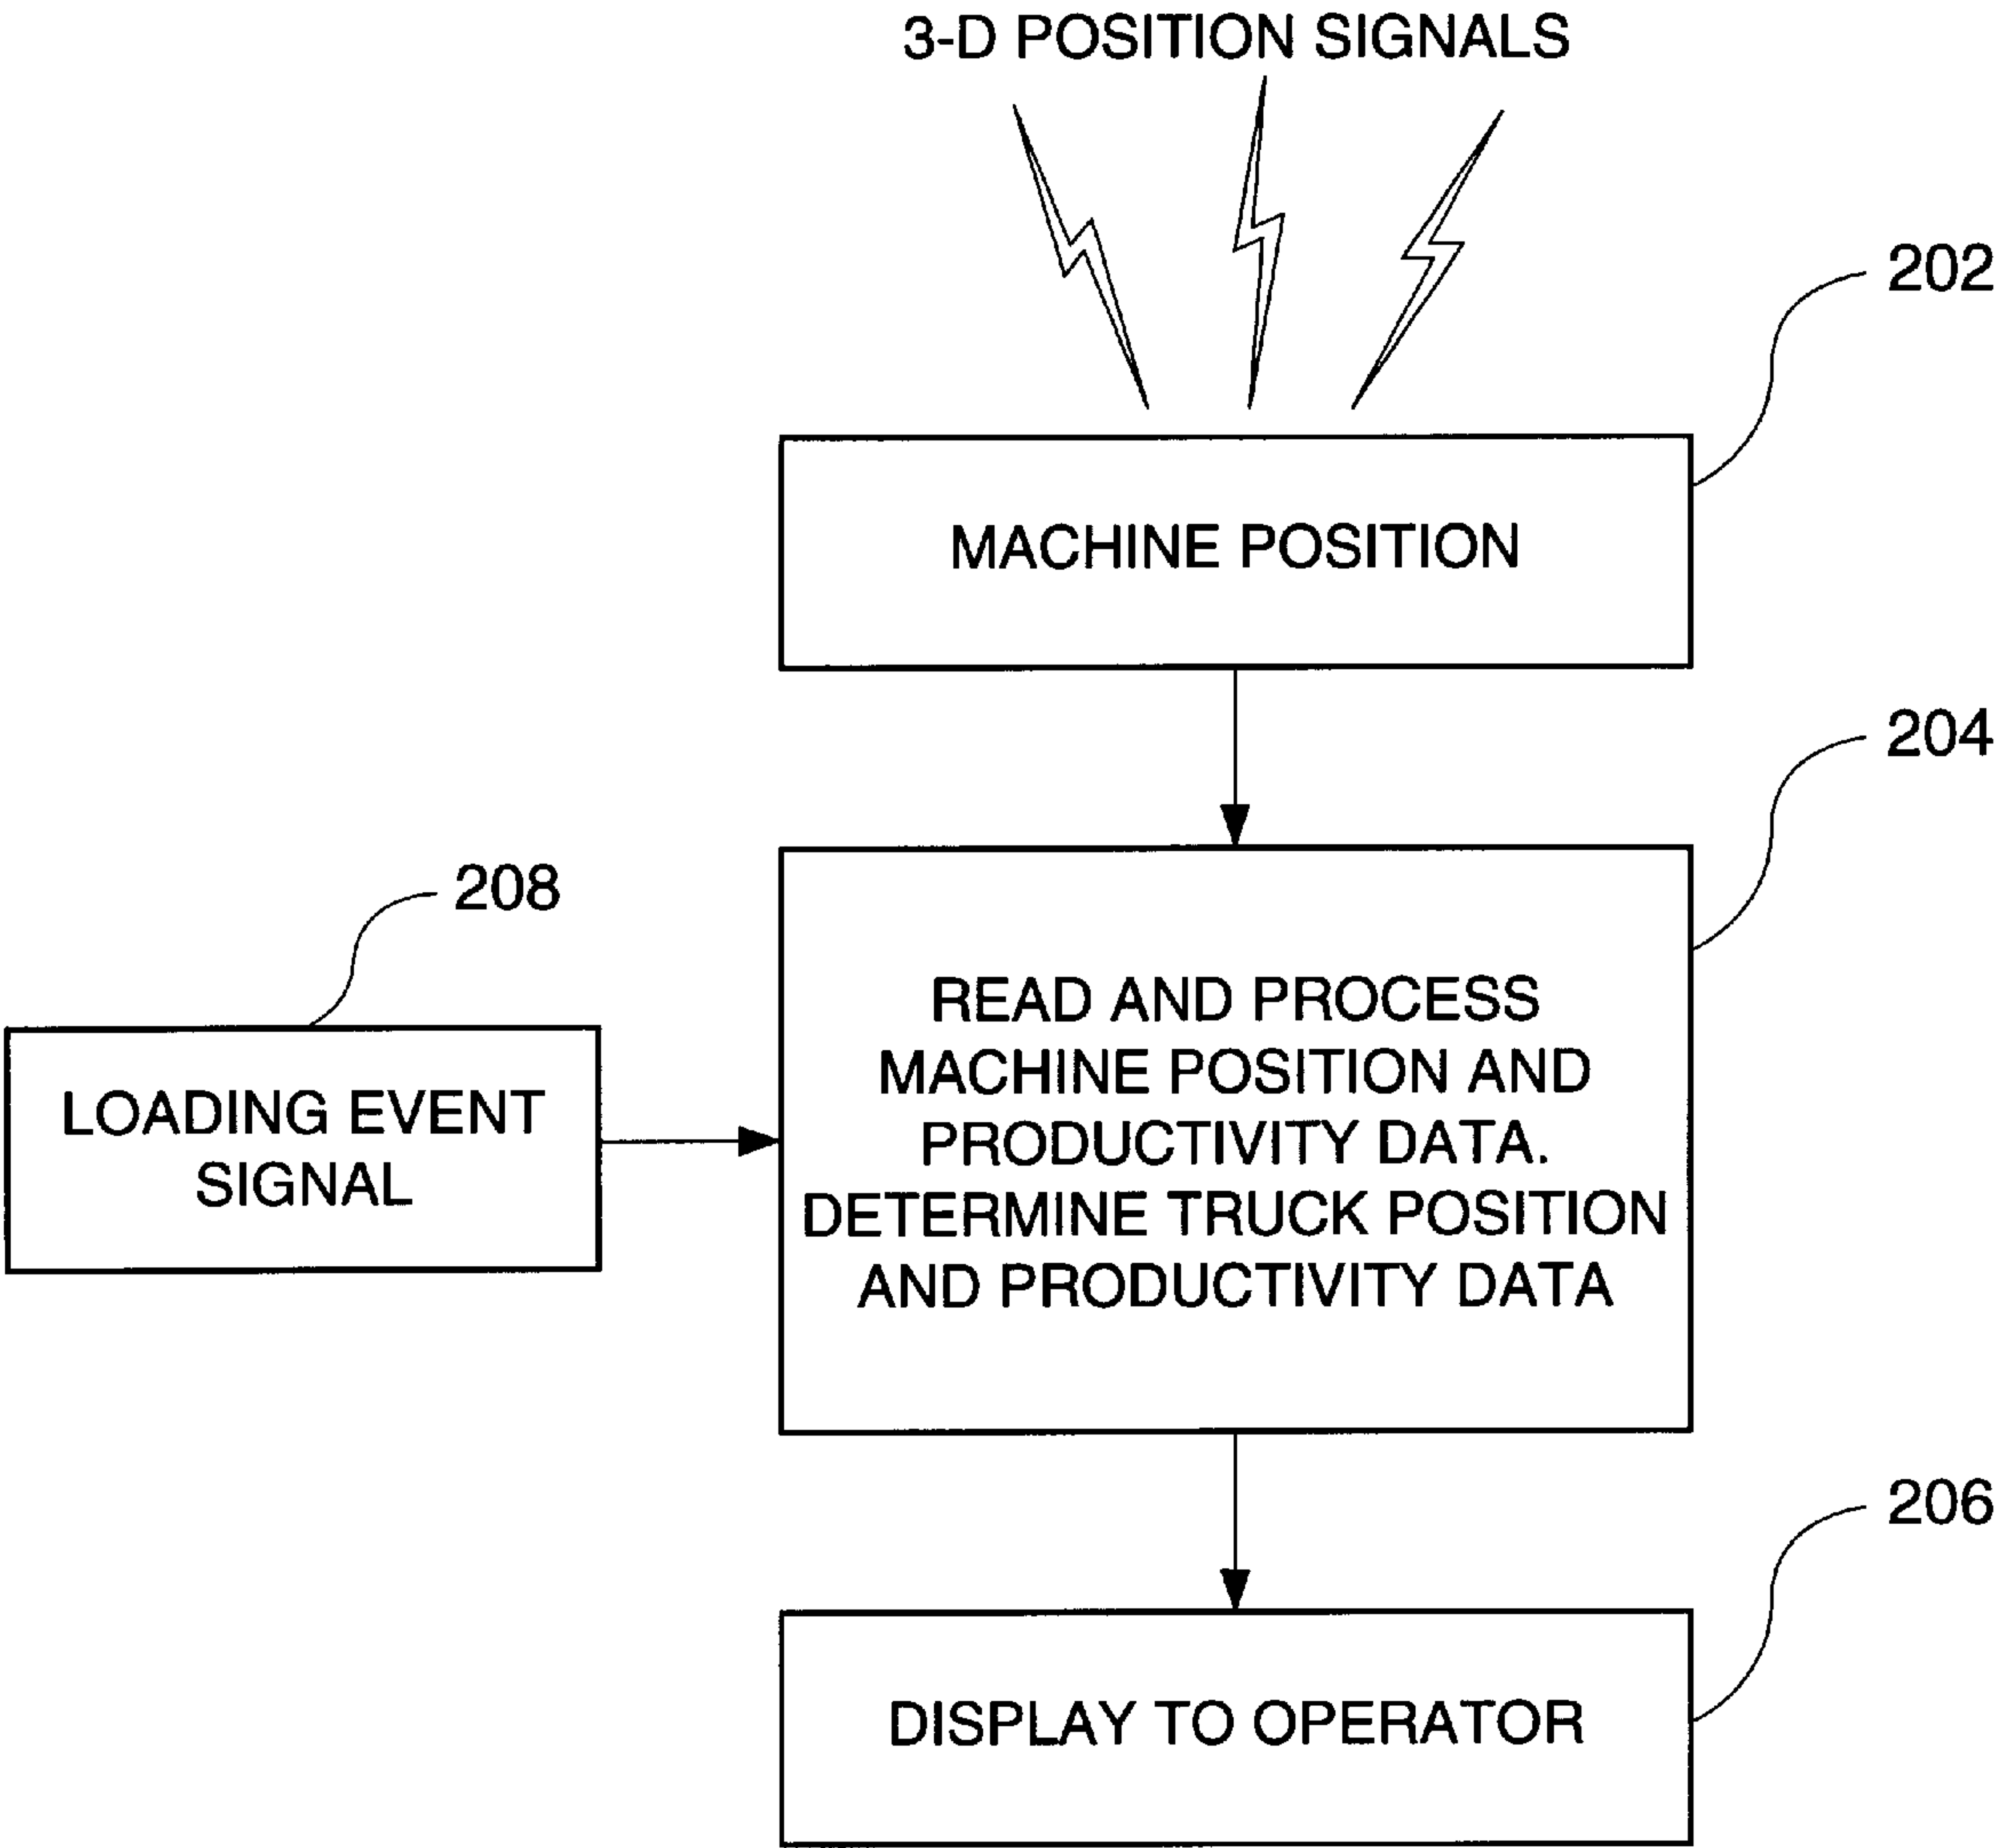 3-D POSITION SIGNALS
202
MACHINE POSITION
204
208
READ AND PROCESS
MACHINE POSITION AND
PRODUCTIVITY DATA.
DETERMINE TRUCK POSITION
AND PRODUCTIVITY DATA
LOADING EVENT
SIGNAL
206
DISPLAY TO OPERATOR